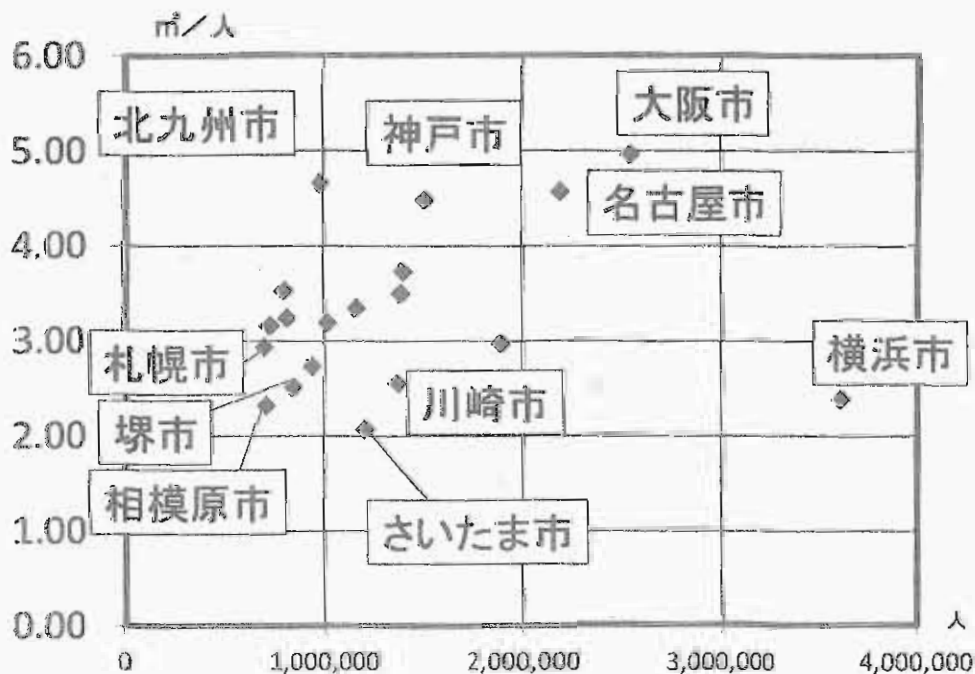 ㎡/人
6.00
大阪市
北九州市
神戸市
5.00
名古屋市
4.00
3.00
横浜市
札幌市
川崎市
堺市
2.00
相模原市
さいたま市
1.00
0.00
人
0
1,000,000
2,000,000
3,000,000
4,000,000